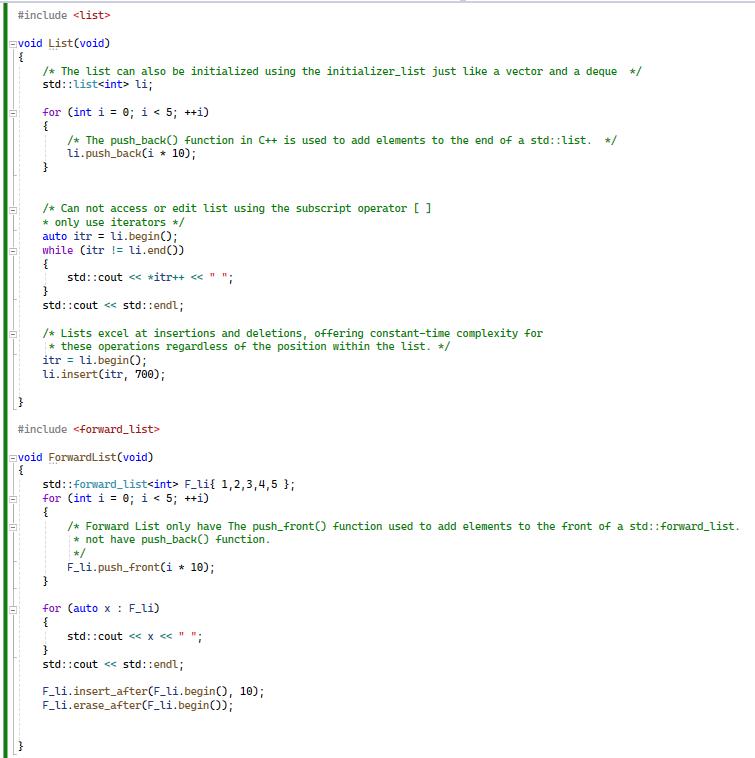 #include <list>
void List(void)
{
/* The list can also be initialized using the initializer_list just like a vector and a deque  */
std::list<int> li;
for (int i = 0; i < 5; ++i)
{
/* The push_back() function in C++ is used to add elements to the end of a std::list.  */
li.push_back(i * 10);
}
/* Can not access or edit list using the subscript operator [ ]
* only use iterators */
auto itr = li.begin();
while (itr != li.end())
{
std::cout << *itr++ << " ";
}
std::cout << std::endl;
/* Lists excel at insertions and deletions, offering constant-time complexity for
* these operations regardless of the position within the list. */
itr = li.begin();
li.insert(itr, 700);
}
#include <forward_list>
void ForwardList(void)
{
std::forward_list<int> F_li{ 1,2,3,4,5 };
for (int i = 0; i < 5; ++i)
{
/* Forward List only have The push_front() function used to add elements to the front of a std::forward_list.
* not have push_back() function.
*/
F_li.push_front(i * 10);
}
for (auto x : F_li)
{
std::cout << x << " ";
}
std::cout << std::endl;
F_li.insert_after(F_li.begin(), 10);
F_li.erase_after(F_li.begin());
}